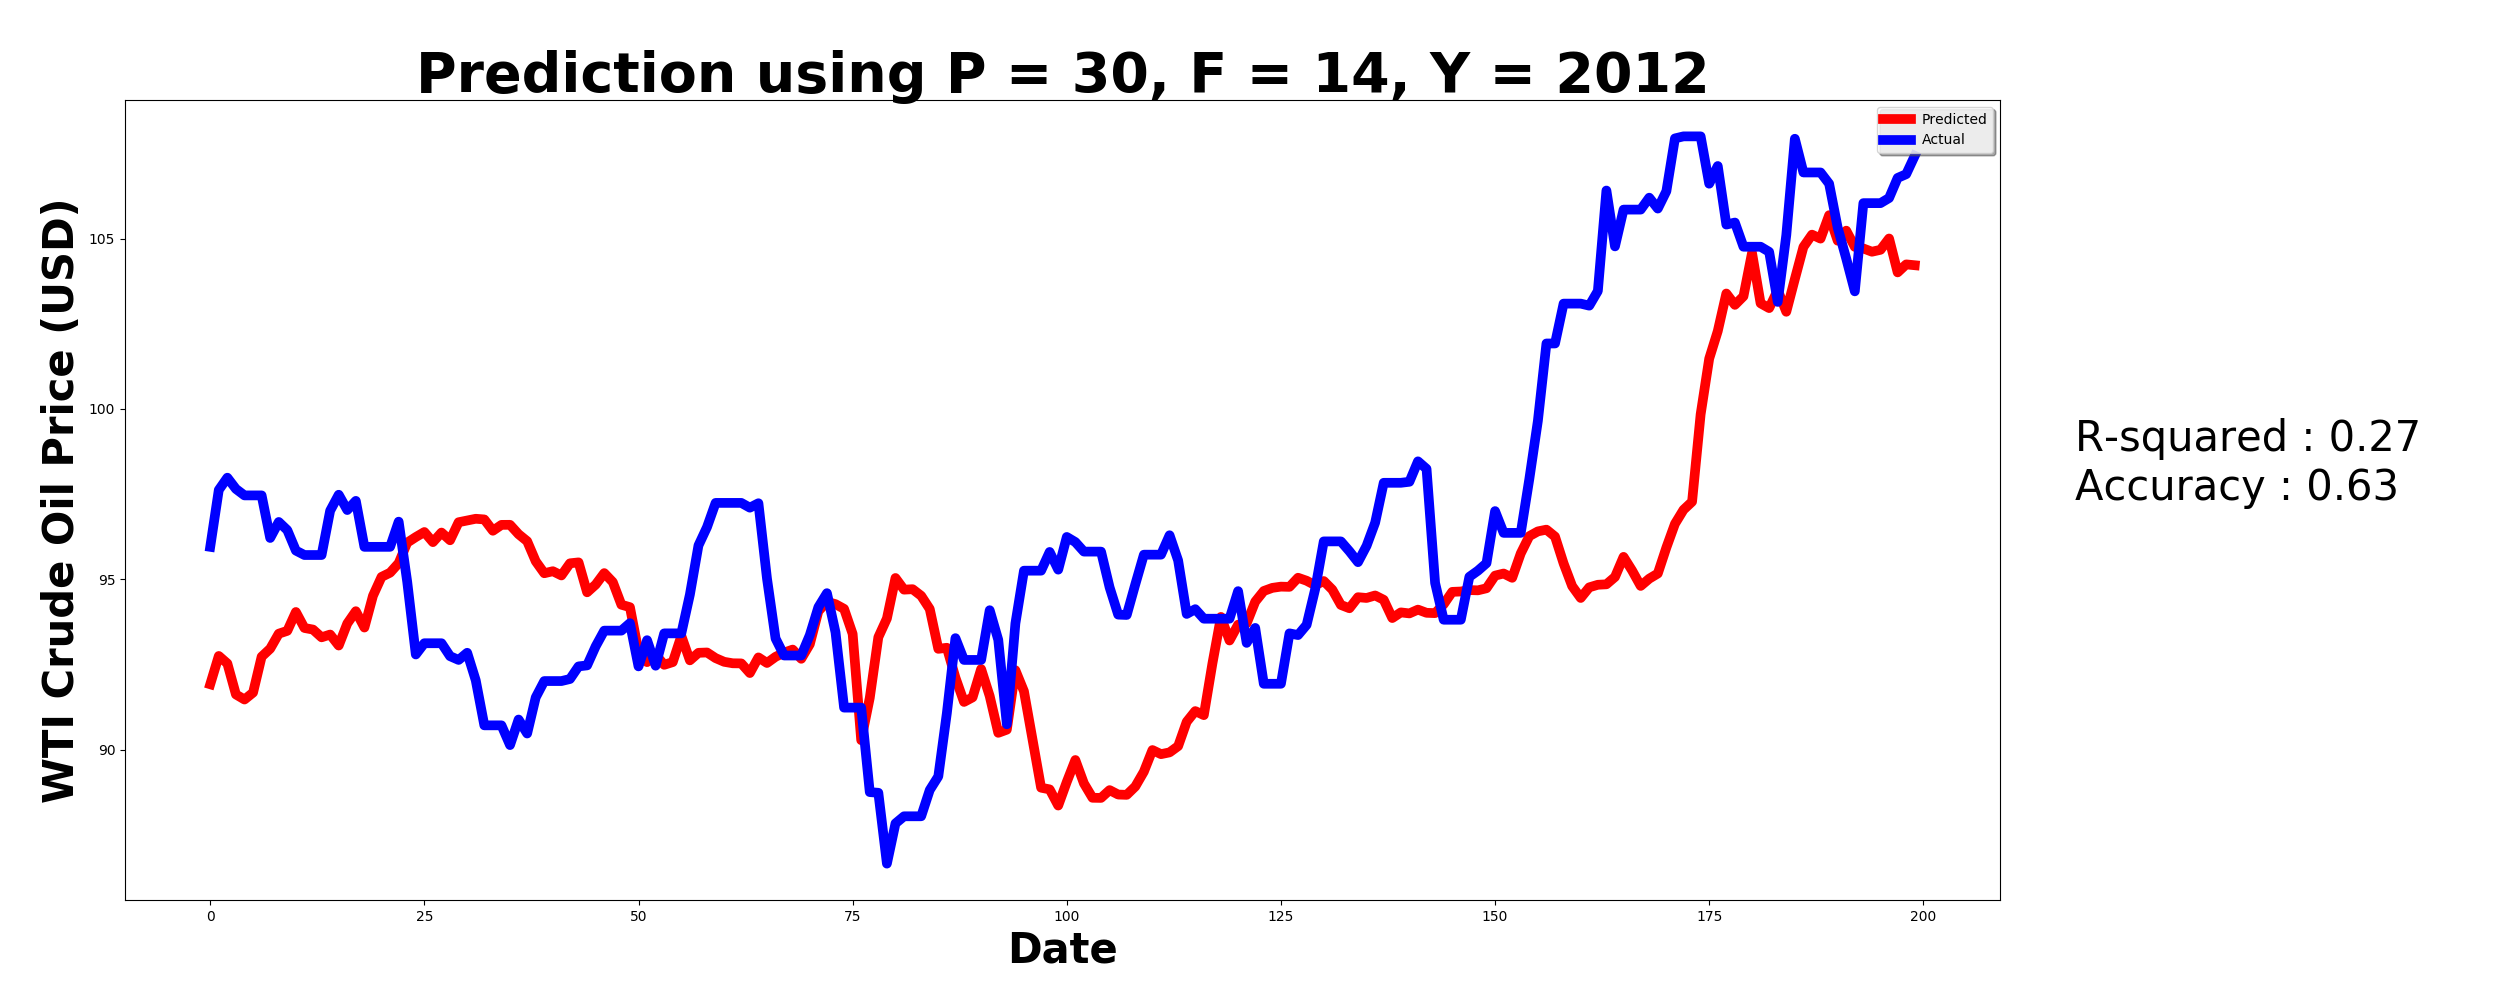 Prediction using P = 30, F = 14, Y = 2012
Predicted
Actual
WTI Crude Oil Price (USD)
105
100
95
90
0 25 50 75 100 125 150 175 200
Date
R-squared : 0.27
Accuracy : 0.63